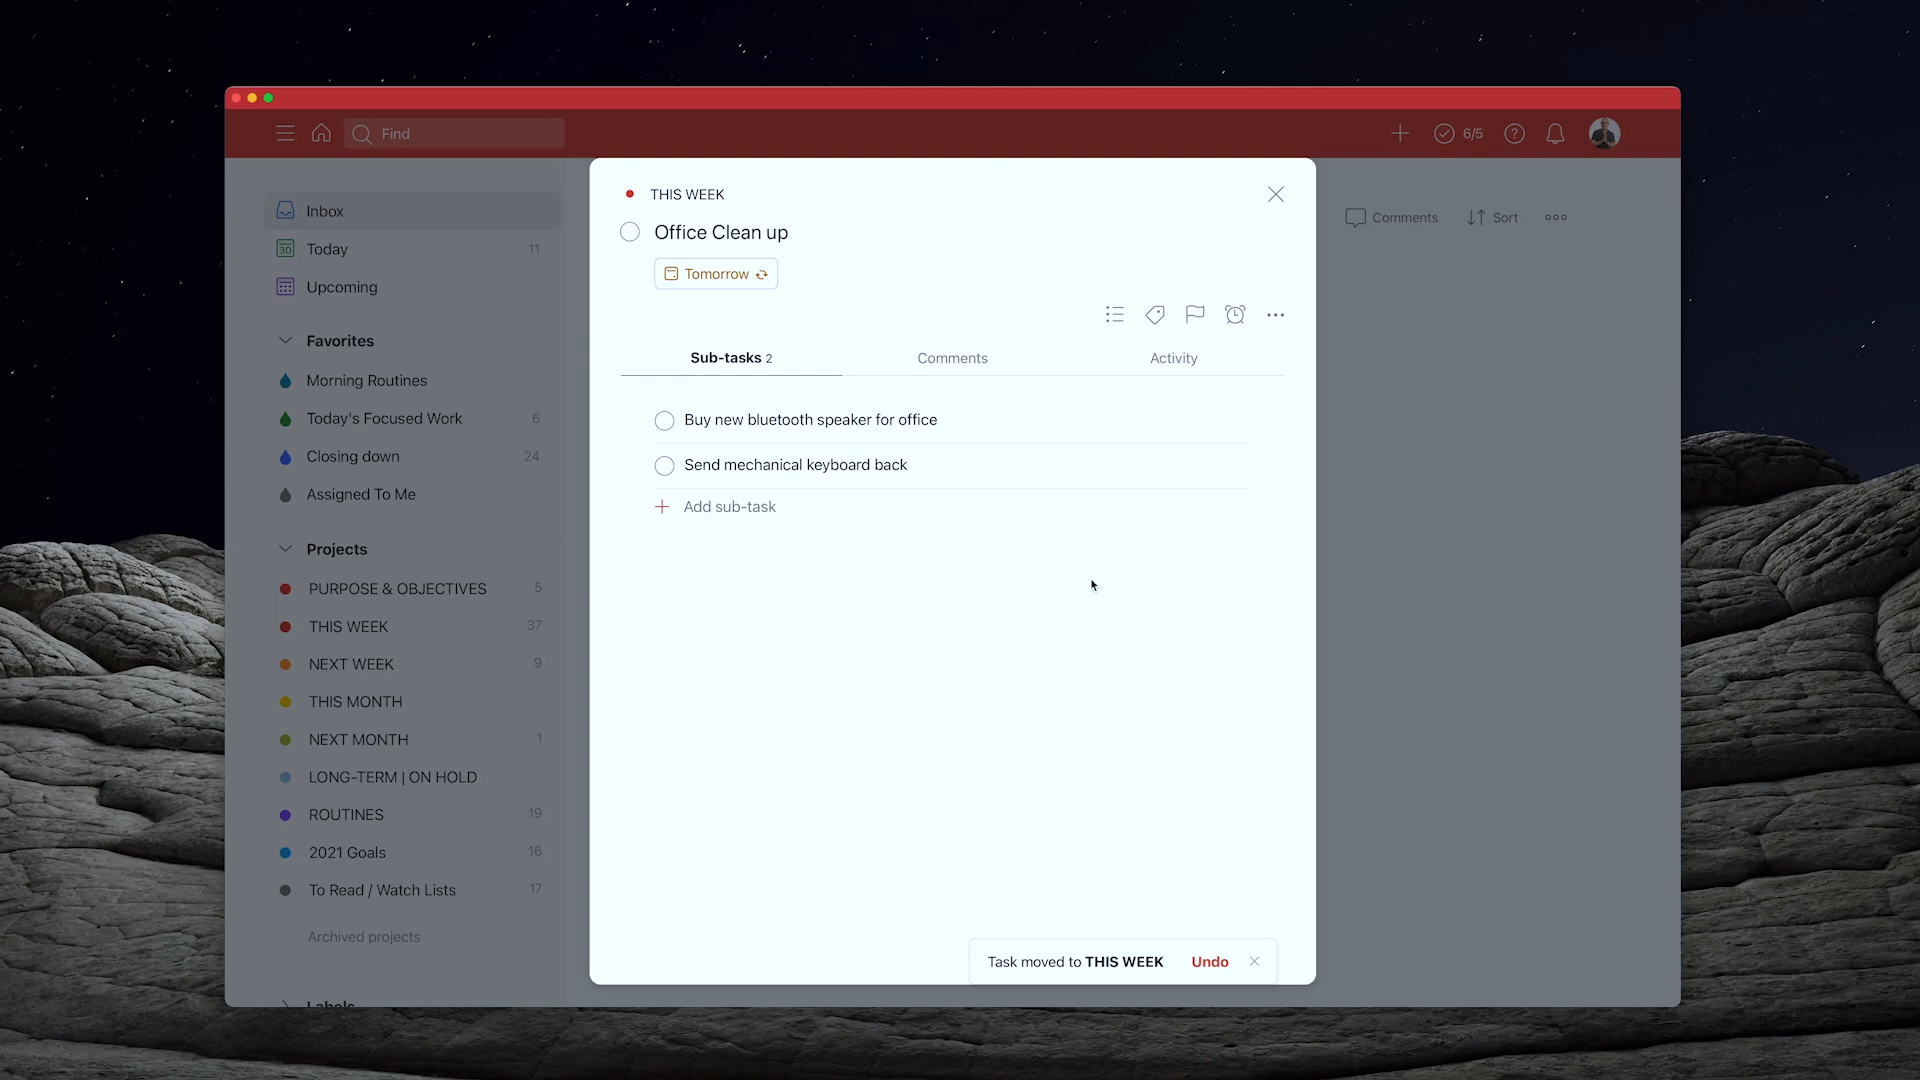 Find
6/5
THIS WEEK
Office Clean up
Tomorrow
Sub-tasks 2
Comments
Activity
Buy new bluetooth speaker for office
Send mechanical keyboard back
Add sub-task
Task moved to THIS WEEK
Undo
Comments
Sort
Inbox
30
Today 11
Upcoming
Favorites
Morning Routines
Today's Focused Work 6
Closing down 24
Assigned To Me
Projects
PURPOSE & OBJECTIVES 5
THIS WEEK 37
NEXT WEEK 9
THIS MONTH
NEXT MONTH 1
LONG-TERM | ON HOLD
ROUTINES 19
2021 Goals 16
To Read / Watch Lists 17
Archived projects
Labels